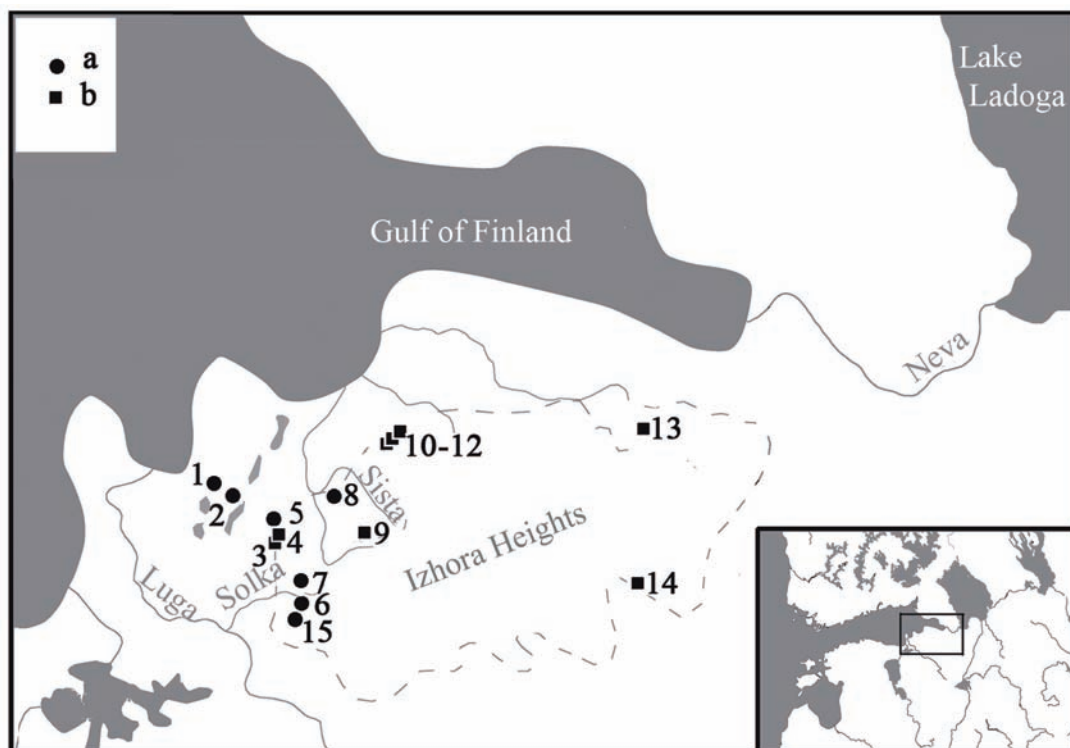 a
b
Lake
Ladoga
Gulf of Finland
Neva
1
2
5
4
3
8
Sista
9
10-12
13
Izhora Heights
Luga
Solka
7
6
15
14